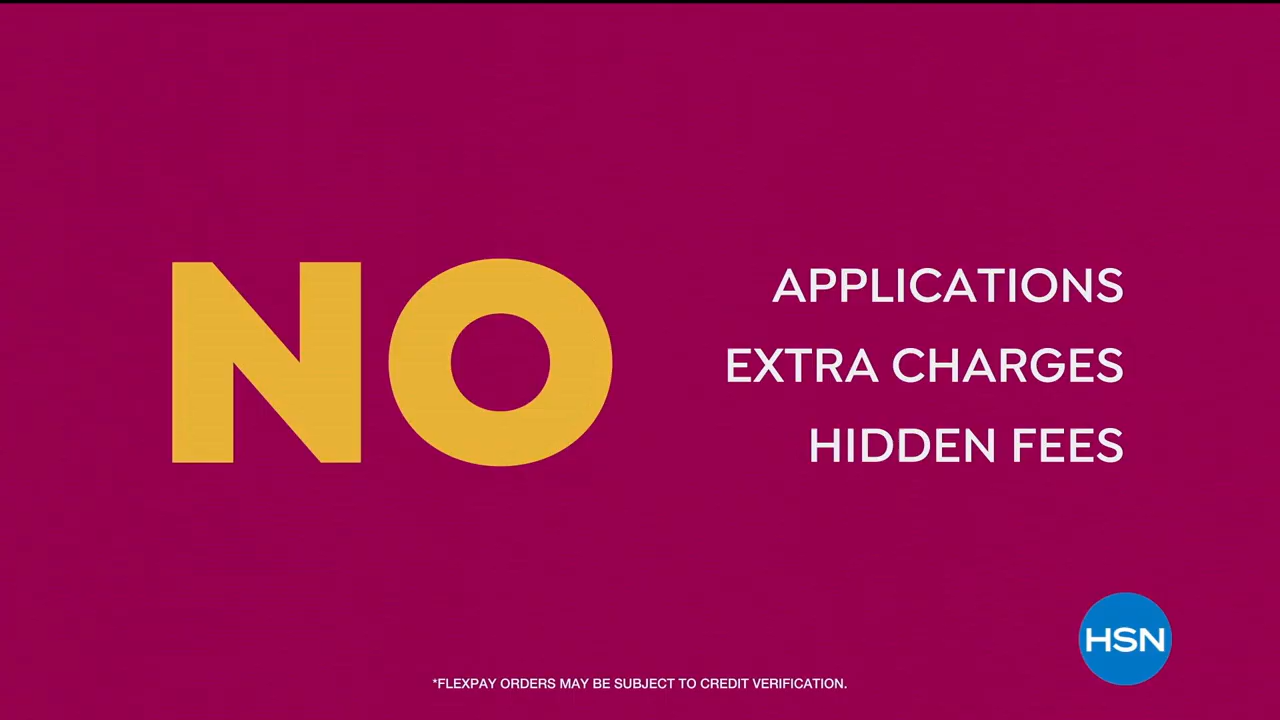 NO
APPLICATIONS
EXTRA CHARGES
HIDDEN FEES
HSN
*FLEXPAY ORDERS MAY BE SUBJECT TO CREDIT VERIFICATION.